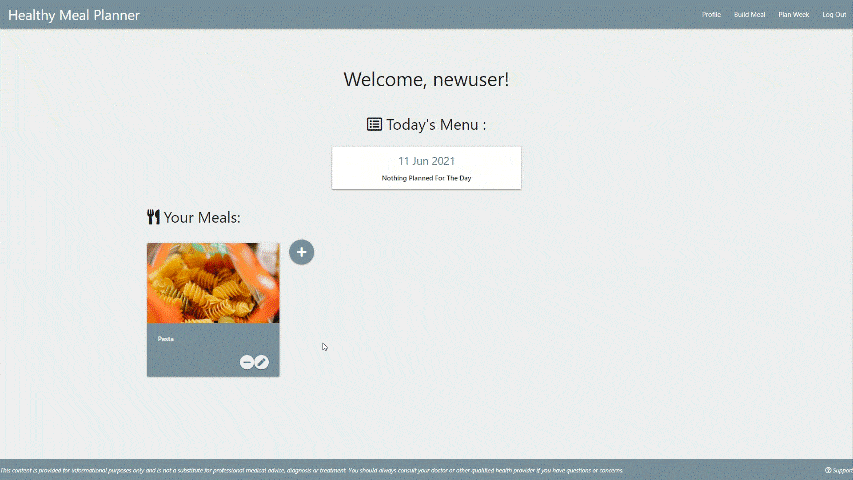 Healthy Meal Planner
Profile Build Meal Plan Week Log Out
Welcome, newuser!
Today's Menu :
11 Jun 2021
Nothing Planned For The Day
Your Meals:
Pasta
This content is provided for informational purposes only and is not a substitute for professional medical advice, diagnosis or treatment. You should always consult your doctor or other qualified health provider if you have questions or concerns.
Support